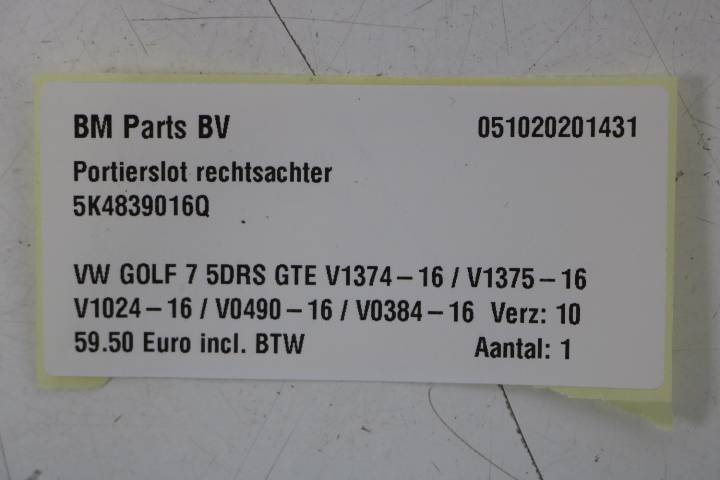 BM Parts BV 051020201431
Portierslot rechtsachter
5K4839016Q
VW GOLF 7 5DRS GTE V1374-16 / V1375-16
V1024-16 / V0490-16 / V0384-16 Verz: 10
59.50 Euro incl. BTW Aantal: 1